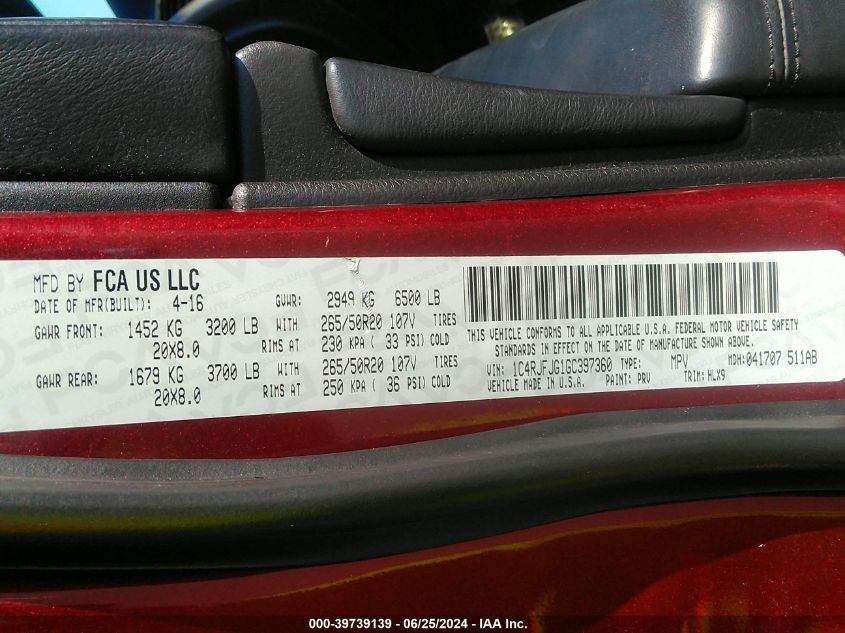 MFD BY FCA US LLC
DATE OF MFR(BUILT): 4-16 GVWR: 2949 KG 6500 LB
GAWR FRONT: 1452 KG 3200 LB WITH 265/50R20 107V TIRES
20X8.0 RIMS AT 230 KPA ( 33 PSI) COLD
GAWR REAR: 1679 KG 3700 LB WITH 265/50R20 107V TIRES
20X8.0 RIMS AT 250 KPA ( 36 PSI) COLD
THIS VEHICLE CONFORMS TO ALL APPLICABLE U.S.A. FEDERAL MOTOR VEHICLE SAFETY
STANDARDS IN EFFECT ON THE DATE OF MANUFACTURE SHOWN ABOVE.
VIN: 1C4RJFJG1GC397360 TYPE: MPV MDH: 041707 511AB
VEHICLE MADE IN U.S.A. PAINT: PRV TRIM: HLX9
000-39739139 - 06/25/2024 - IAA Inc.